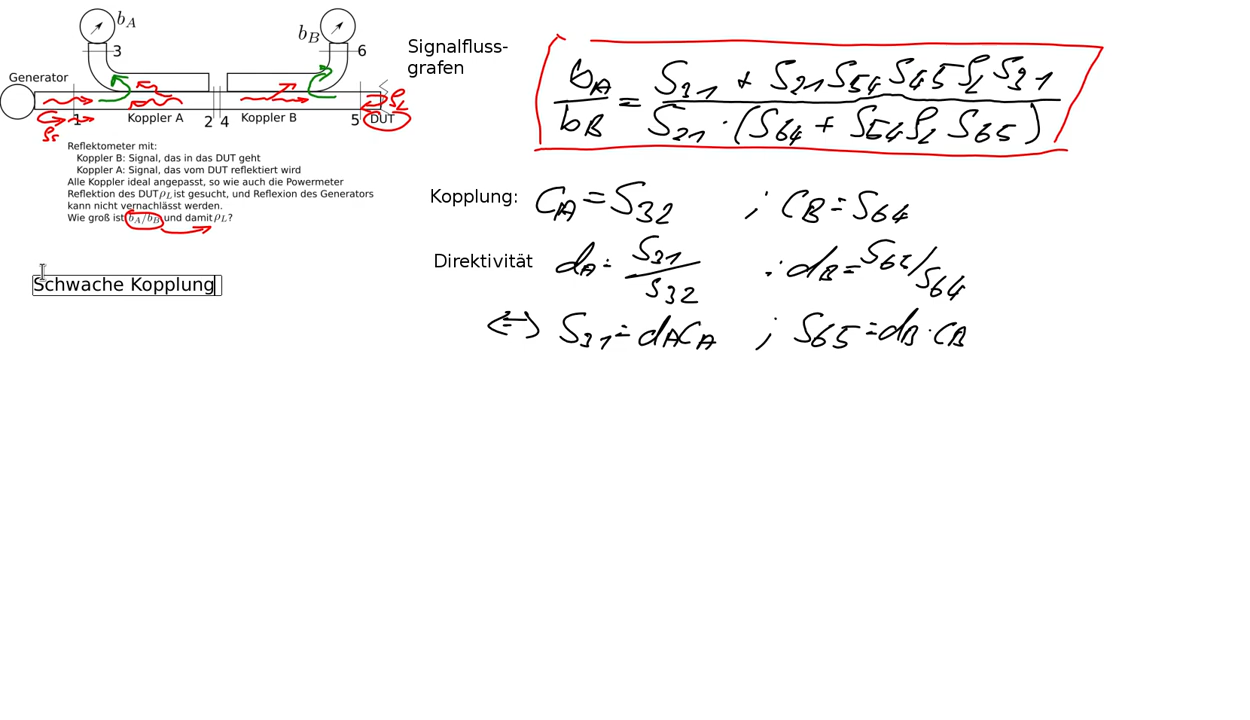 b_A
b_B
3
6
Generator
1
Koppler A
2
4
Koppler B
5
DUT
ρ_S
ρ_L
Reflektometer mit:
Koppler B: Signal, das in das DUT geht
Koppler A: Signal, das vom DUT reflektiert wird
Alle Koppler ideal angepasst, so wie auch die Powermeter
Reflektion des DUT ρ_L ist gesucht, und Reflexion des Generators
kann nicht vernachlässt werden.
Wie groß ist b_A/b_B und damit ρ_L?
Schwache Kopplung
Signalfluss-
grafen
b_A/b_B = (S_31 + S_21 S_54 S_45 ρ_L S_31) / (S_21 · (S_64 + S_54 ρ_L S_65))
Kopplung: C_A = S_32 ; C_B = S_64
Direktivität d_A = S_31/S_32 ; d_B = S_65/S_64
<=> S_31 = d_A C_A ; S_65 = d_B · C_B